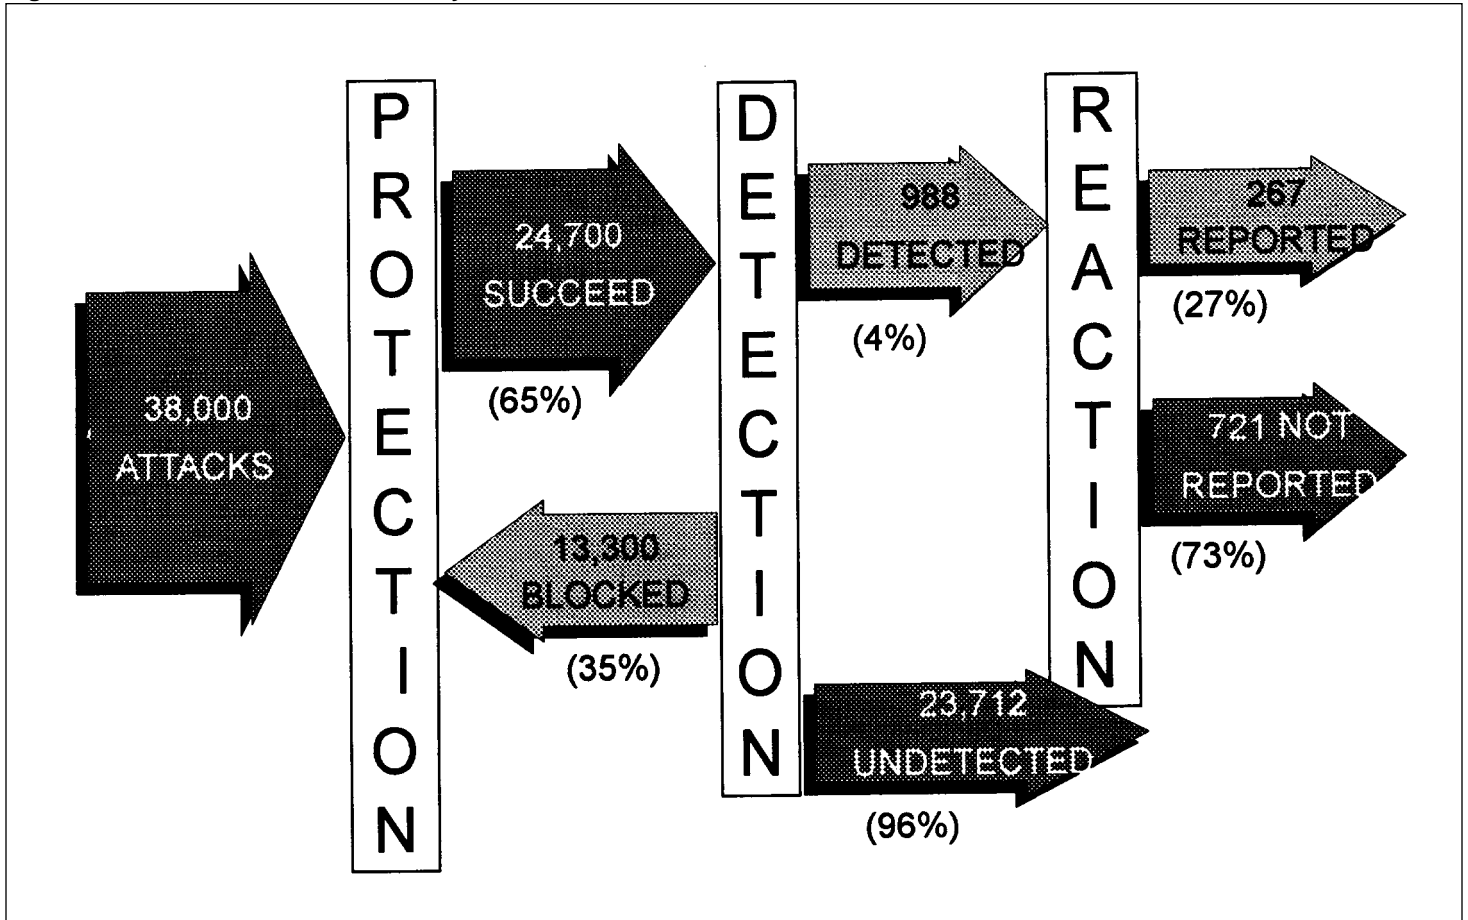 38,000
ATTACKS
PROTECTION
24,700
SUCCEED
(65%)
13,300
BLOCKED
(35%)
DETECTION
988
DETECTED
(4%)
23,712
UNDETECTED
(96%)
REACTION
267
REPORTED
(27%)
721 NOT
REPORTED
(73%)